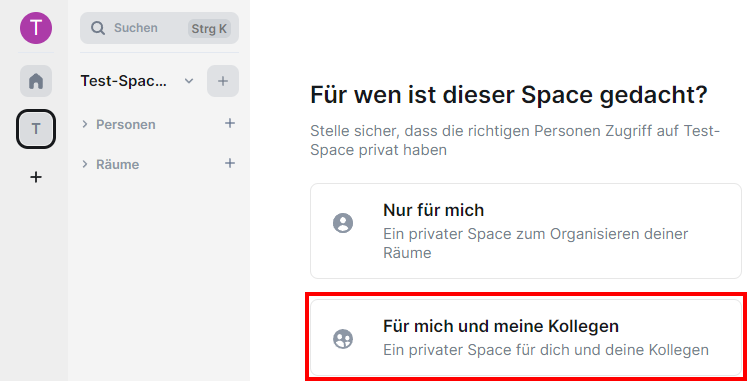 T
Suchen Strg K
Test-Spac...
T
Personen
Räume
Für wen ist dieser Space gedacht?
Stelle sicher, dass die richtigen Personen Zugriff auf Test-
Space privat haben
Nur für mich
Ein privater Space zum Organisieren deiner
Räume
Für mich und meine Kollegen
Ein privater Space für dich und deine Kollegen